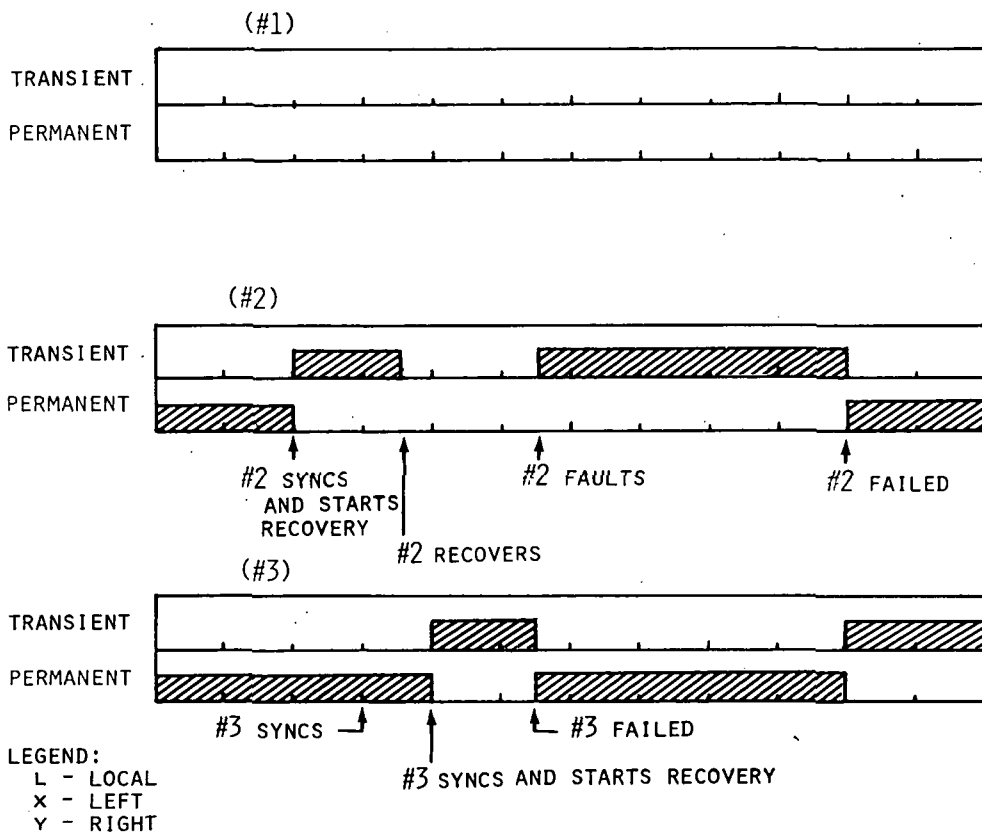 (#1)
TRANSIENT
PERMANENT
(#2)
TRANSIENT
PERMANENT
#2 SYNCS
AND STARTS
RECOVERY
#2 RECOVERS
#2 FAULTS
#2 FAILED
(#3)
TRANSIENT
PERMANENT
#3 SYNCS
#3 FAILED
#3 SYNCS AND STARTS RECOVERY
LEGEND:
L - LOCAL
X - LEFT
Y - RIGHT